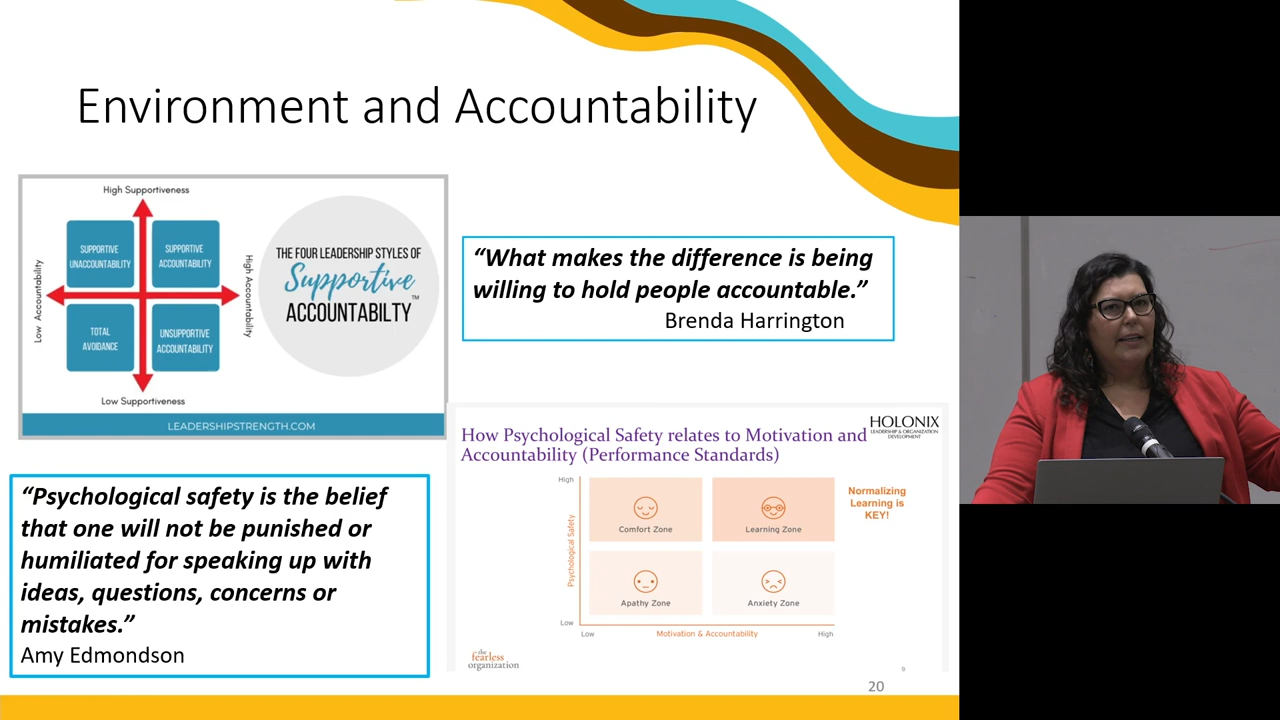 Environment and Accountability
High Supportiveness
SUPPORTIVE
UNACCOUNTABILITY
SUPPORTIVE
ACCOUNTABILITY
Low Accountability
High Accountability
TOTAL
AVOIDANCE
UNSUPPORTIVE
ACCOUNTABILITY
Low Supportiveness
THE FOUR LEADERSHIP STYLES OF
Supportive
ACCOUNTABILTY™
LEADERSHIPSTRENGTH.COM
“What makes the difference is being
willing to hold people accountable.”
Brenda Harrington
“Psychological safety is the belief
that one will not be punished or
humiliated for speaking up with
ideas, questions, concerns or
mistakes.”
Amy Edmondson
HOLONIX
LEADERSHIP & ORGANIZATION
DEVELOPMENT
How Psychological Safety relates to Motivation and
Accountability (Performance Standards)
High
Psychological Safety
Low
Comfort Zone
Learning Zone
Apathy Zone
Anxiety Zone
Normalizing
Learning is
KEY!
Low
Motivation & Accountability
High
the
fearless
organization
9
20